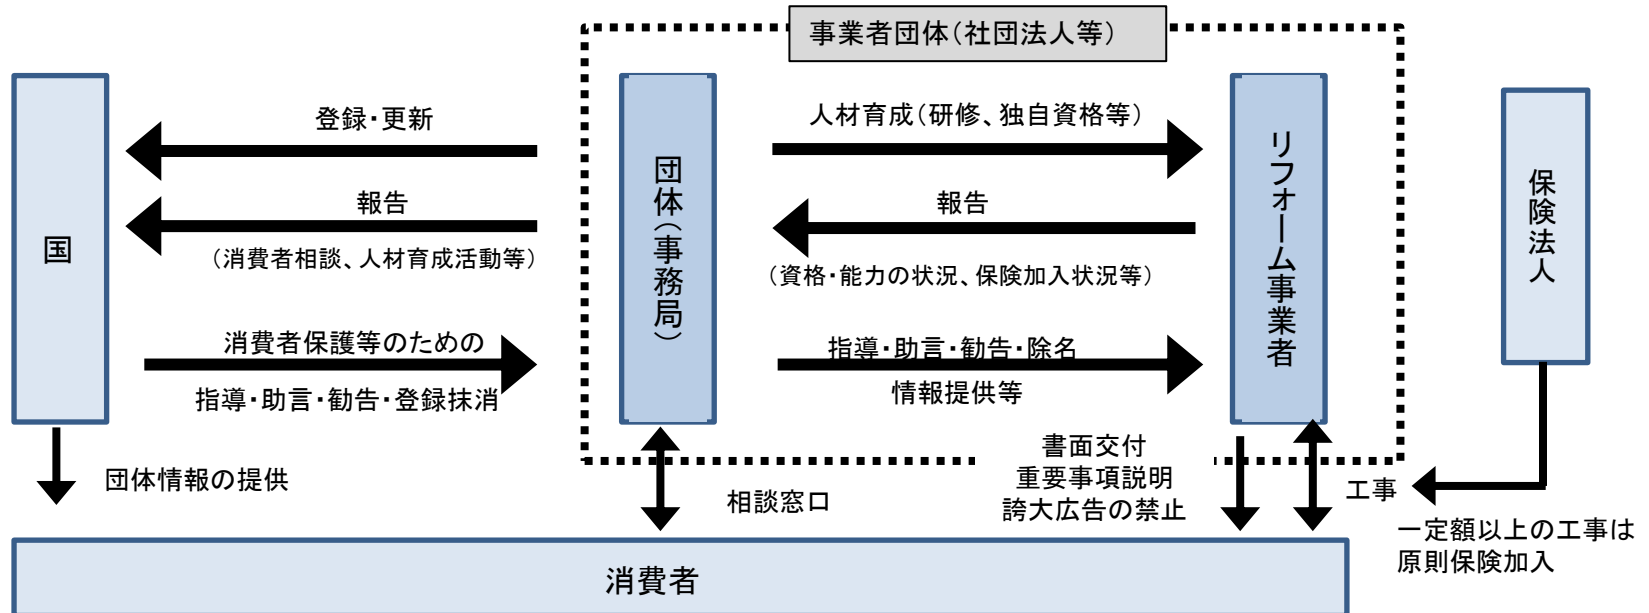 事業者団体(社団法人等)
国
登録・更新
報告
(消費者相談、人材育成活動等)
消費者保護等のための
指導・助言・勧告・登録抹消
団体(事務局)
人材育成(研修、独自資格等)
報告
(資格・能力の状況、保険加入状況等)
指導・助言・勧告・除名
情報提供等
リフォーム事業者
保険法人
団体情報の提供
相談窓口
書面交付
重要事項説明
誇大広告の禁止
工事
一定額以上の工事は
原則保険加入
消費者